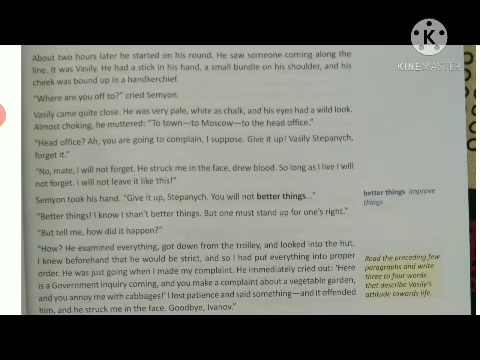 About two hours later he started on his round. He saw someone coming along the
line. It was Vasily. He had a stick in his hand, a small bundle on his shoulder, and his
cheek was bound up in a handkerchief.
“Where are you off to?” cried Semyon.
Vasily came quite close. He was very pale, white as chalk, and his eyes had a wild look.
Almost choking, he muttered: “To town—to Moscow—to the head office.”
“Head office? Ah, you are going to complain, I suppose. Give it up! Vasily Stepanych,
forget it.”
“No, mate, I will not forget. He struck me in the face, drew blood. So long as I live I will
not forget. I will not leave it like this!”
Semyon took his hand. “Give it up, Stepanych. You will not better things...”
“Better things! I know I shan't better things. But one must stand up for one's right.”
“But tell me, how did it happen?”
“How? He examined everything, got down from the trolley, and looked into the hut.
I knew beforehand that he would be strict, and so I had put everything into proper
order. He was just going when I made my complaint. He immediately cried out: ‘Here
is a Government inquiry coming, and you make a complaint about a vegetable garden,
and you annoy me with cabbages!’ I lost patience and said something—and it offended
him, and he struck me in the face. Goodbye, Ivanov.”
better things improve
things
Read the preceding few
paragraphs and write
three to four words
that describe Vasily's
attitude towards life.
K
KINEMASTER